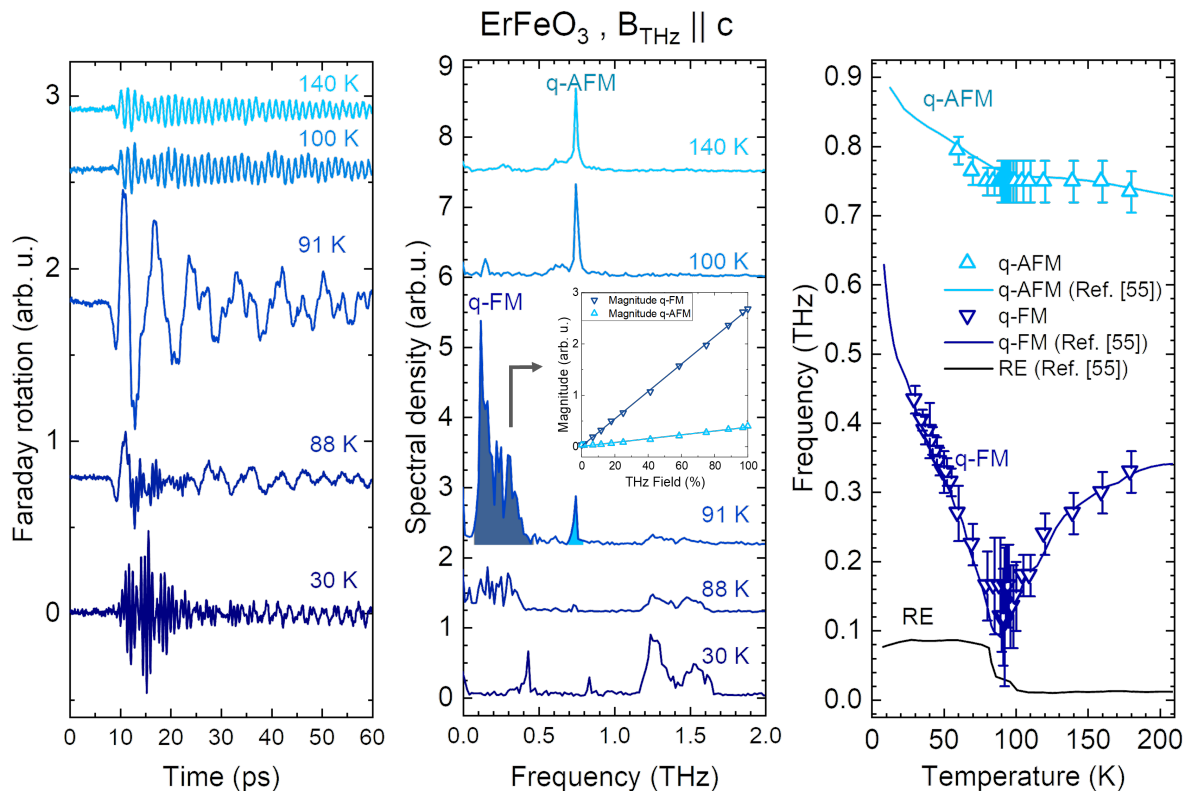 ErFeO₃ , B_THz || c
3
2
1
0
0 10 20 30 40 50 60
Faraday rotation (arb. u.)
Time (ps)
140 K
100 K
91 K
88 K
30 K
9
8
7
6
5
4
3
2
1
0
0.0 0.5 1.0 1.5 2.0
Spectral density (arb.u.)
Frequency (THz)
q-AFM
140 K
100 K
q-FM
91 K
88 K
30 K
Magnitude q-FM
Magnitude q-AFM
3
2
1
0
0 20 40 60 80 100
Magnitude (arb. u.)
THz Field (%)
0.9
0.8
0.7
0.6
0.5
0.4
0.3
0.2
0.1
0.0
50 100 150 200
Frequency (THz)
Temperature (K)
q-AFM
q-AFM
q-AFM (Ref. [55])
q-FM
q-FM (Ref. [55])
RE (Ref. [55])
q-FM
RE